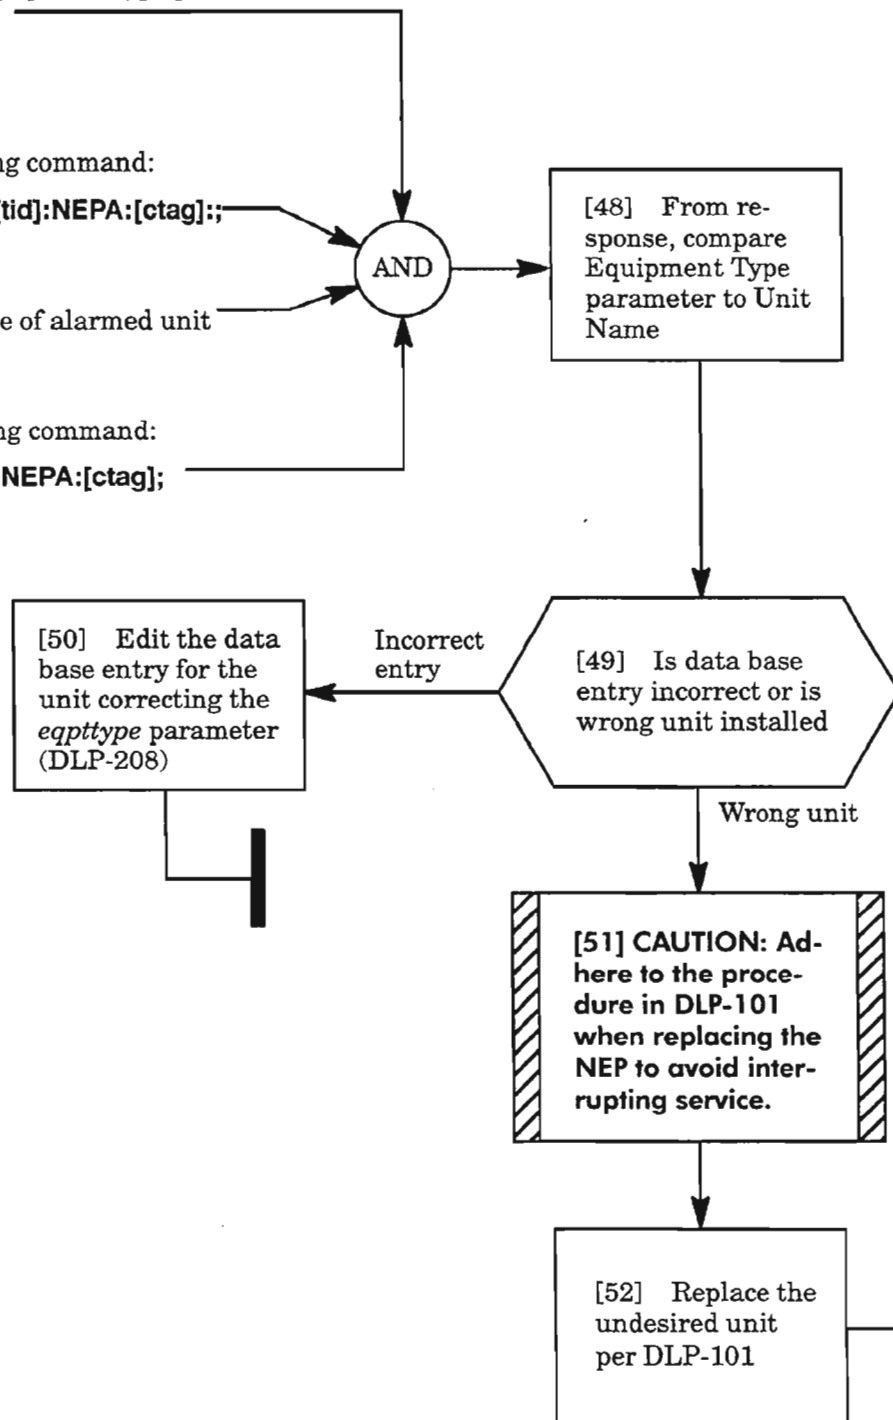 ng command:
[tid]:NEPA:[ctag]:;
e of alarmed unit
ng command:
NEPA:[ctag];
AND
[48] From re-
sponse, compare
Equipment Type
parameter to Unit
Name
[49] Is data base
entry incorrect or is
wrong unit installed
Incorrect
entry
[50] Edit the data
base entry for the
unit correcting the
eqpttype parameter
(DLP-208)
Wrong unit
[51] CAUTION: Ad-
here to the proce-
dure in DLP-101
when replacing the
NEP to avoid inter-
rupting service.
[52] Replace the
undesired unit
per DLP-101